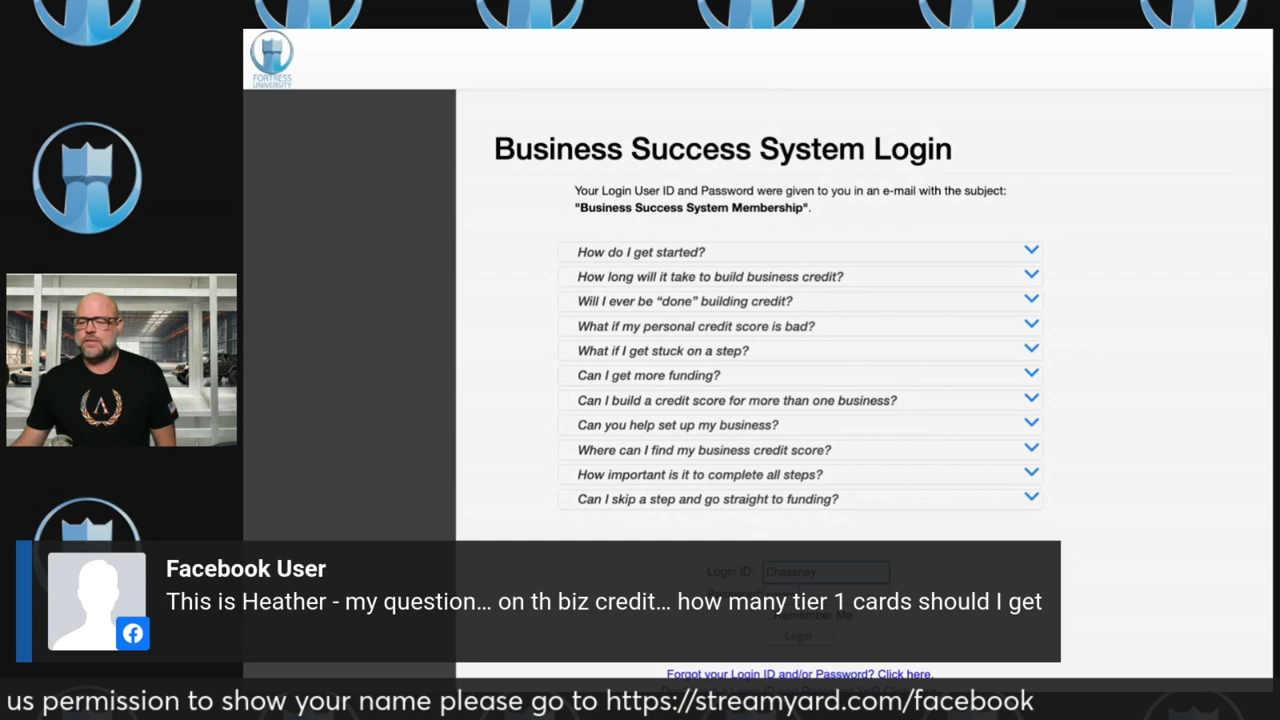 FORTRESS
UNIVERSITY
Business Success System Login
Your Login User ID and Password were given to you in an e-mail with the subject:
"Business Success System Membership".
How do I get started?
How long will it take to build business credit?
Will I ever be “done” building credit?
What if my personal credit score is bad?
What if I get stuck on a step?
Can I get more funding?
Can I build a credit score for more than one business?
Can you help set up my business?
Where can I find my business credit score?
How important is it to complete all steps?
Can I skip a step and go straight to funding?
Login ID: Chassney
Remember Me
Login
Facebook User
This is Heather - my question... on th biz credit... how many tier 1 cards should I get
Forgot your Login ID and/or Password? Click here.
us permission to show your name please go to https://streamyard.com/facebook